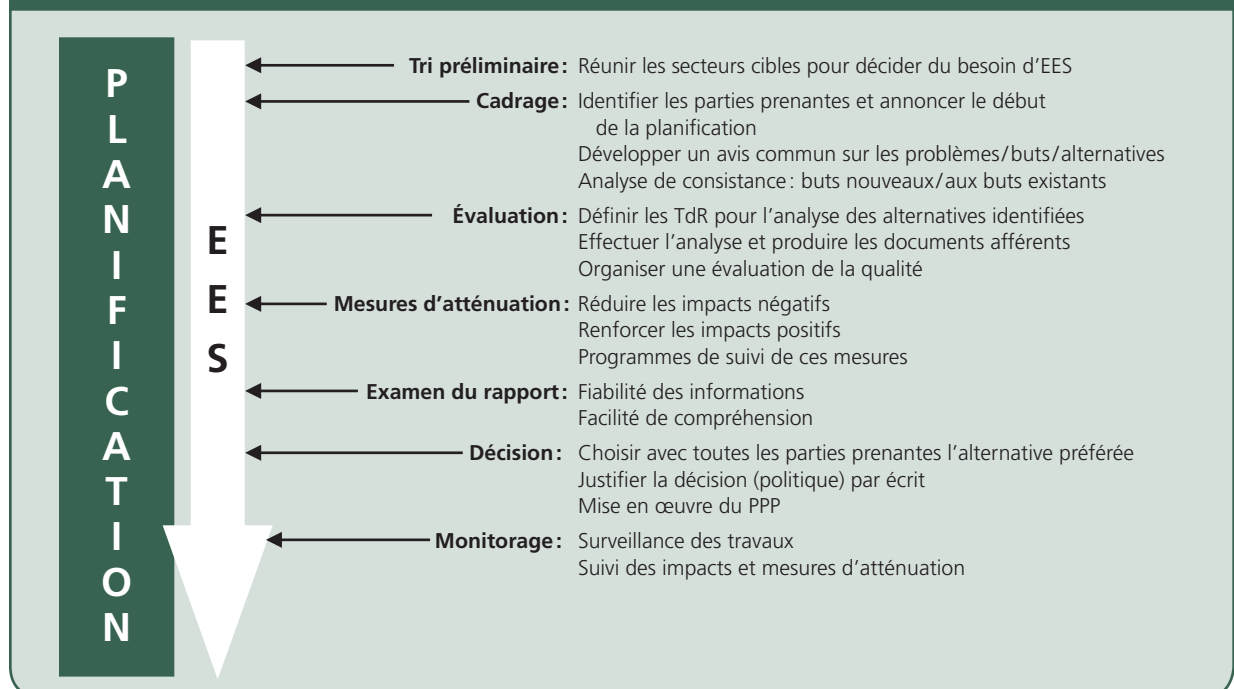 PLANIFICATION
EES
Tri préliminaire : Réunir les secteurs cibles pour décider du besoin d’EES
Cadrage : Identifier les parties prenantes et annoncer le début
de la planification
Développer un avis commun sur les problèmes/buts/alternatives
Analyse de consistance : buts nouveaux/aux buts existants
Évaluation : Définir les TdR pour l’analyse des alternatives identifiées
Effectuer l’analyse et produire les documents afférents
Organiser une évaluation de la qualité
Mesures d’atténuation : Réduire les impacts négatifs
Renforcer les impacts positifs
Programmes de suivi de ces mesures
Examen du rapport : Fiabilité des informations
Facilité de compréhension
Décision : Choisir avec toutes les parties prenantes l’alternative préférée
Justifier la décision (politique) par écrit
Mise en œuvre du PPP
Monitorage : Surveillance des travaux
Suivi des impacts et mesures d’atténuation